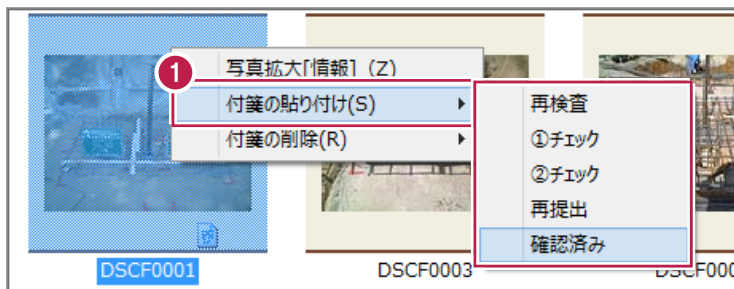 1
写真拡大「情報」(Z)
付箋の貼り付け(S)
付箋の削除(R)
再検査
①チェック
②チェック
再提出
確認済み
DSCF0001
DSCF0003